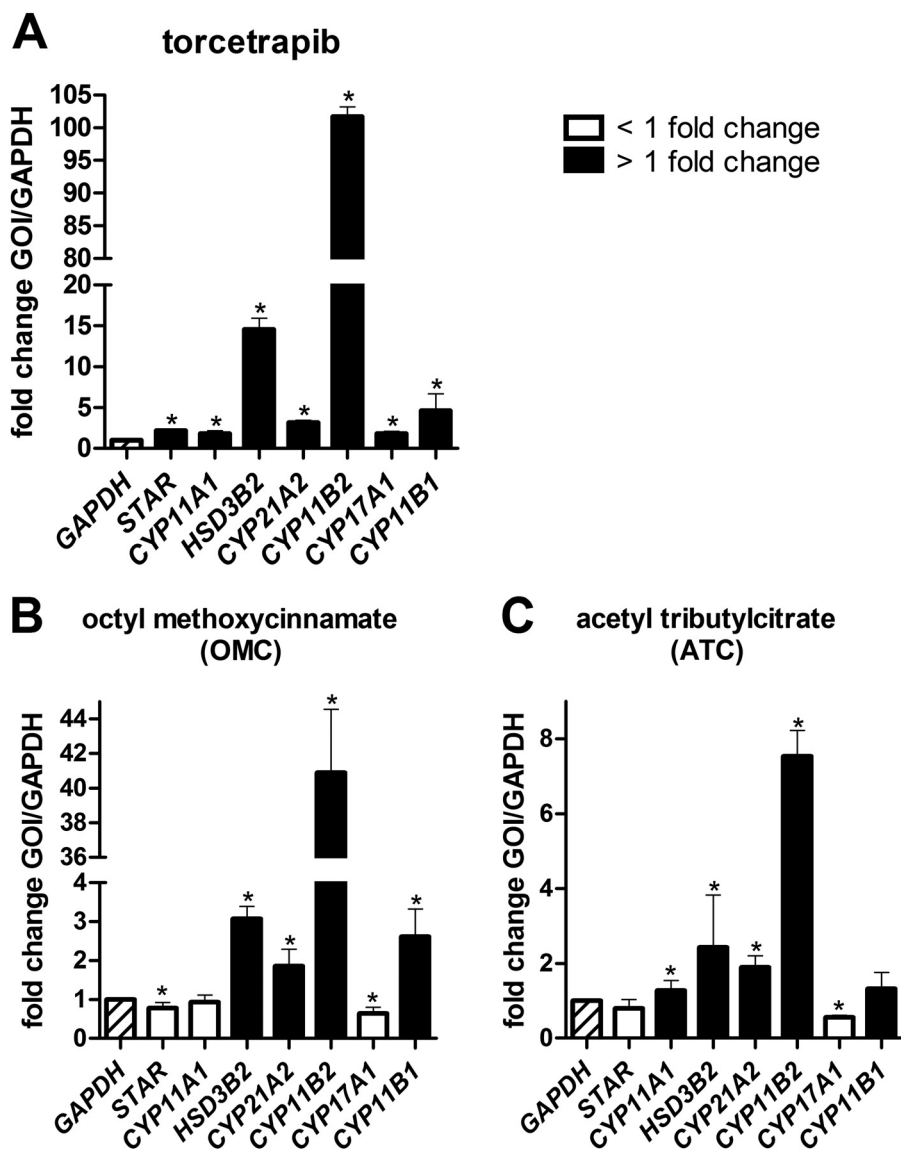 A
torcetrapib
fold change GOI/GAPDH
105
100
95
90
85
80
20
15
10
5
0
*
*
*
*
*
*
*
GAPDH
STAR
CYP11A1
HSD3B2
CYP21A2
CYP11B2
CYP17A1
CYP11B1
< 1 fold change
> 1 fold change
B
octyl methoxycinnamate
(OMC)
fold change GOI/GAPDH
44
42
40
38
36
4
3
2
1
0
*
*
*
*
*
*
GAPDH
STAR
CYP11A1
HSD3B2
CYP21A2
CYP11B2
CYP17A1
CYP11B1
C
acetyl tributylcitrate
(ATC)
fold change GOI/GAPDH
8
6
4
2
0
*
*
*
*
*
GAPDH
STAR
CYP11A1
HSD3B2
CYP21A2
CYP11B2
CYP17A1
CYP11B1